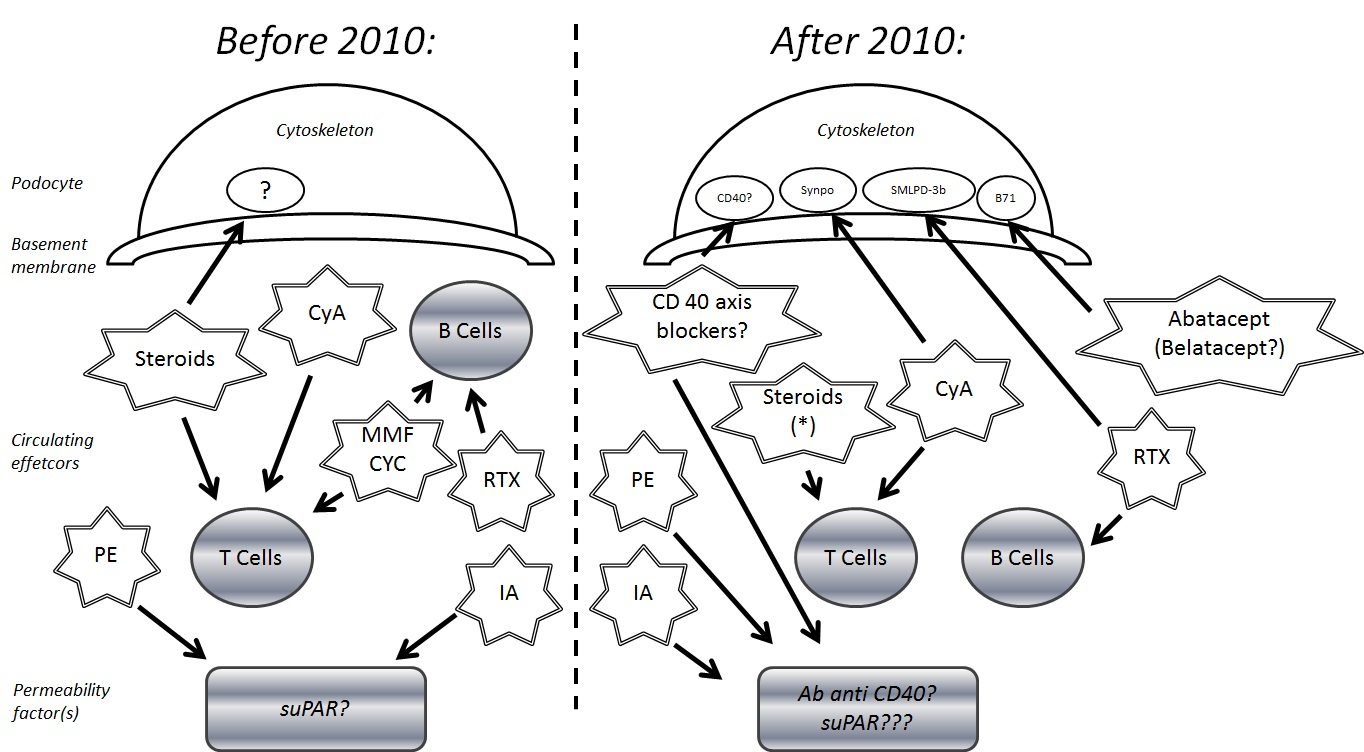 Before 2010:
Cytoskeleton
?
Podocyte
Basement
membrane
CyA
B Cells
Steroids
MMF
CYC
Circulating
effetcors
RTX
PE
T Cells
IA
Permeability
factor(s)
suPAR?
After 2010:
Cytoskeleton
CD40?
Synpo
SMLPD-3b
B71
CD 40 axis
blockers?
Abatacept
(Belatacept?)
Steroids
(*)
CyA
PE
RTX
T Cells
B Cells
IA
Ab anti CD40?
suPAR???